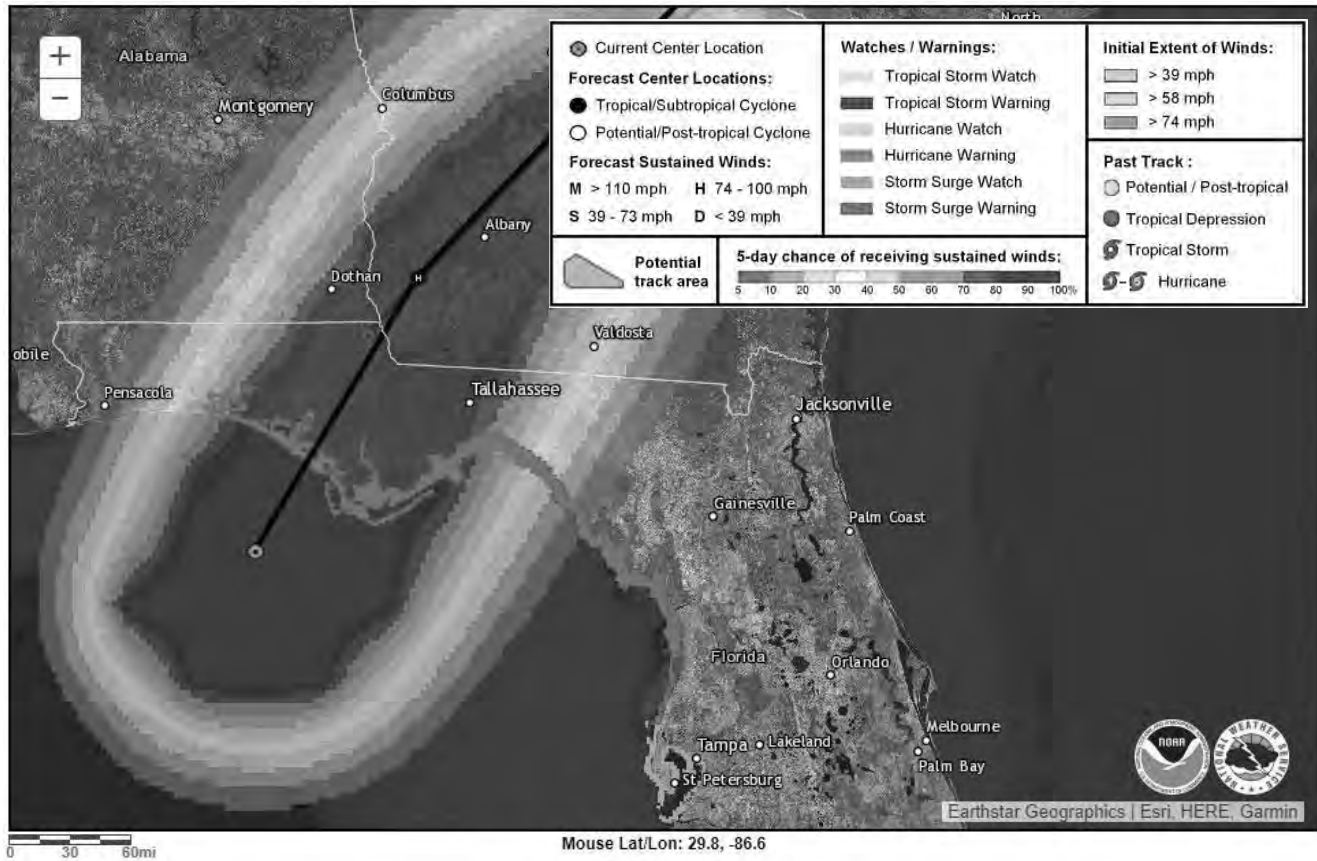 +
−
Alabama
Montgomery
Columbus
Albany
Dothan
H
Valdosta
obile
Pensacola
Tallahassee
Jacksonville
Gainesville
Palm Coast
Florida
Orlando
Melbourne
Tampa
Lakeland
Palm Bay
St Petersburg
North
Current Center Location
Forecast Center Locations:
Tropical/Subtropical Cyclone
Potential/Post-tropical Cyclone
Forecast Sustained Winds:
M > 110 mph H 74 - 100 mph
S 39 - 73 mph D < 39 mph
Watches / Warnings:
Tropical Storm Watch
Tropical Storm Warning
Hurricane Watch
Hurricane Warning
Storm Surge Watch
Storm Surge Warning
Initial Extent of Winds:
> 39 mph
> 58 mph
> 74 mph
Past Track :
Potential / Post-tropical
Tropical Depression
Tropical Storm
Hurricane
Potential
track area
5-day chance of receiving sustained winds:
5 10 20 30 40 50 60 70 80 90 100%
NOAA
NATIONAL WEATHER SERVICE
Earthstar Geographics | Esri, HERE, Garmin
0 30 60mi
Mouse Lat/Lon: 29.8, -86.6